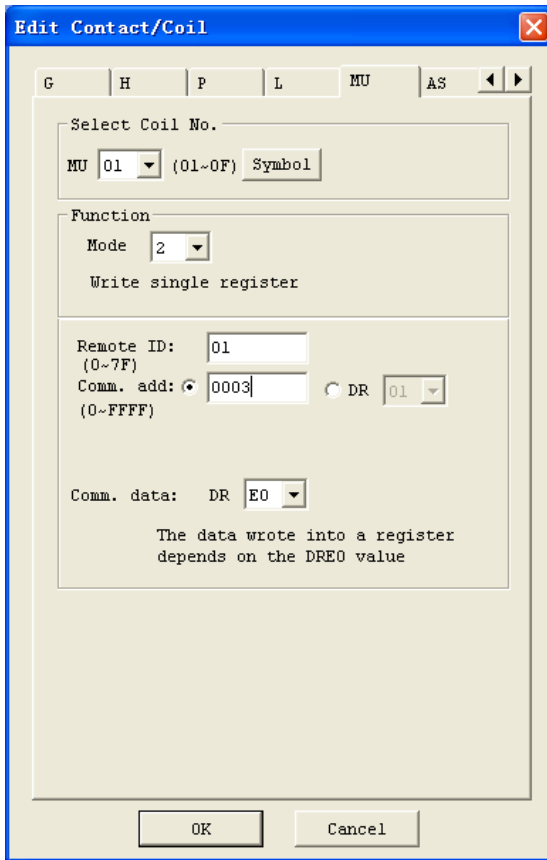 Edit Contact/Coil
G H P L MU AS
Select Coil No.
MU 01 (01~0F) Symbol
Function
Mode 2
Write single register
Remote ID: 01
(0~7F)
Comm. add: 0003 DR 01
(0~FFFF)
Comm. data: DR E0
The data wrote into a register
depends on the DRE0 value
OK Cancel